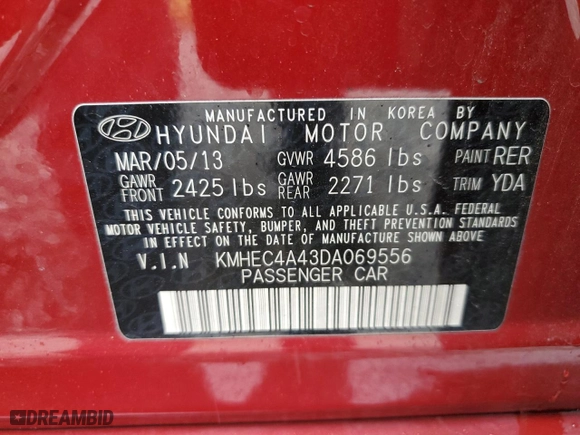 MANUFACTURED IN KOREA BY
HYUNDAI MOTOR COMPANY
MAR/05/13 GVWR 4586 lbs PAINT RER
GAWR FRONT 2425 lbs GAWR REAR 2271 lbs TRIM YDA
THIS VEHICLE CONFORMS TO ALL APPLICABLE U.S.A. FEDERAL
MOTOR VEHICLE SAFETY, BUMPER, AND THEFT PREVENTION STANDARDS
IN EFFECT ON THE DATE OF MANUFACTURE SHOWN ABOVE.
V.I.N KMHEC4A43DA069556
PASSENGER CAR
DREAMBID